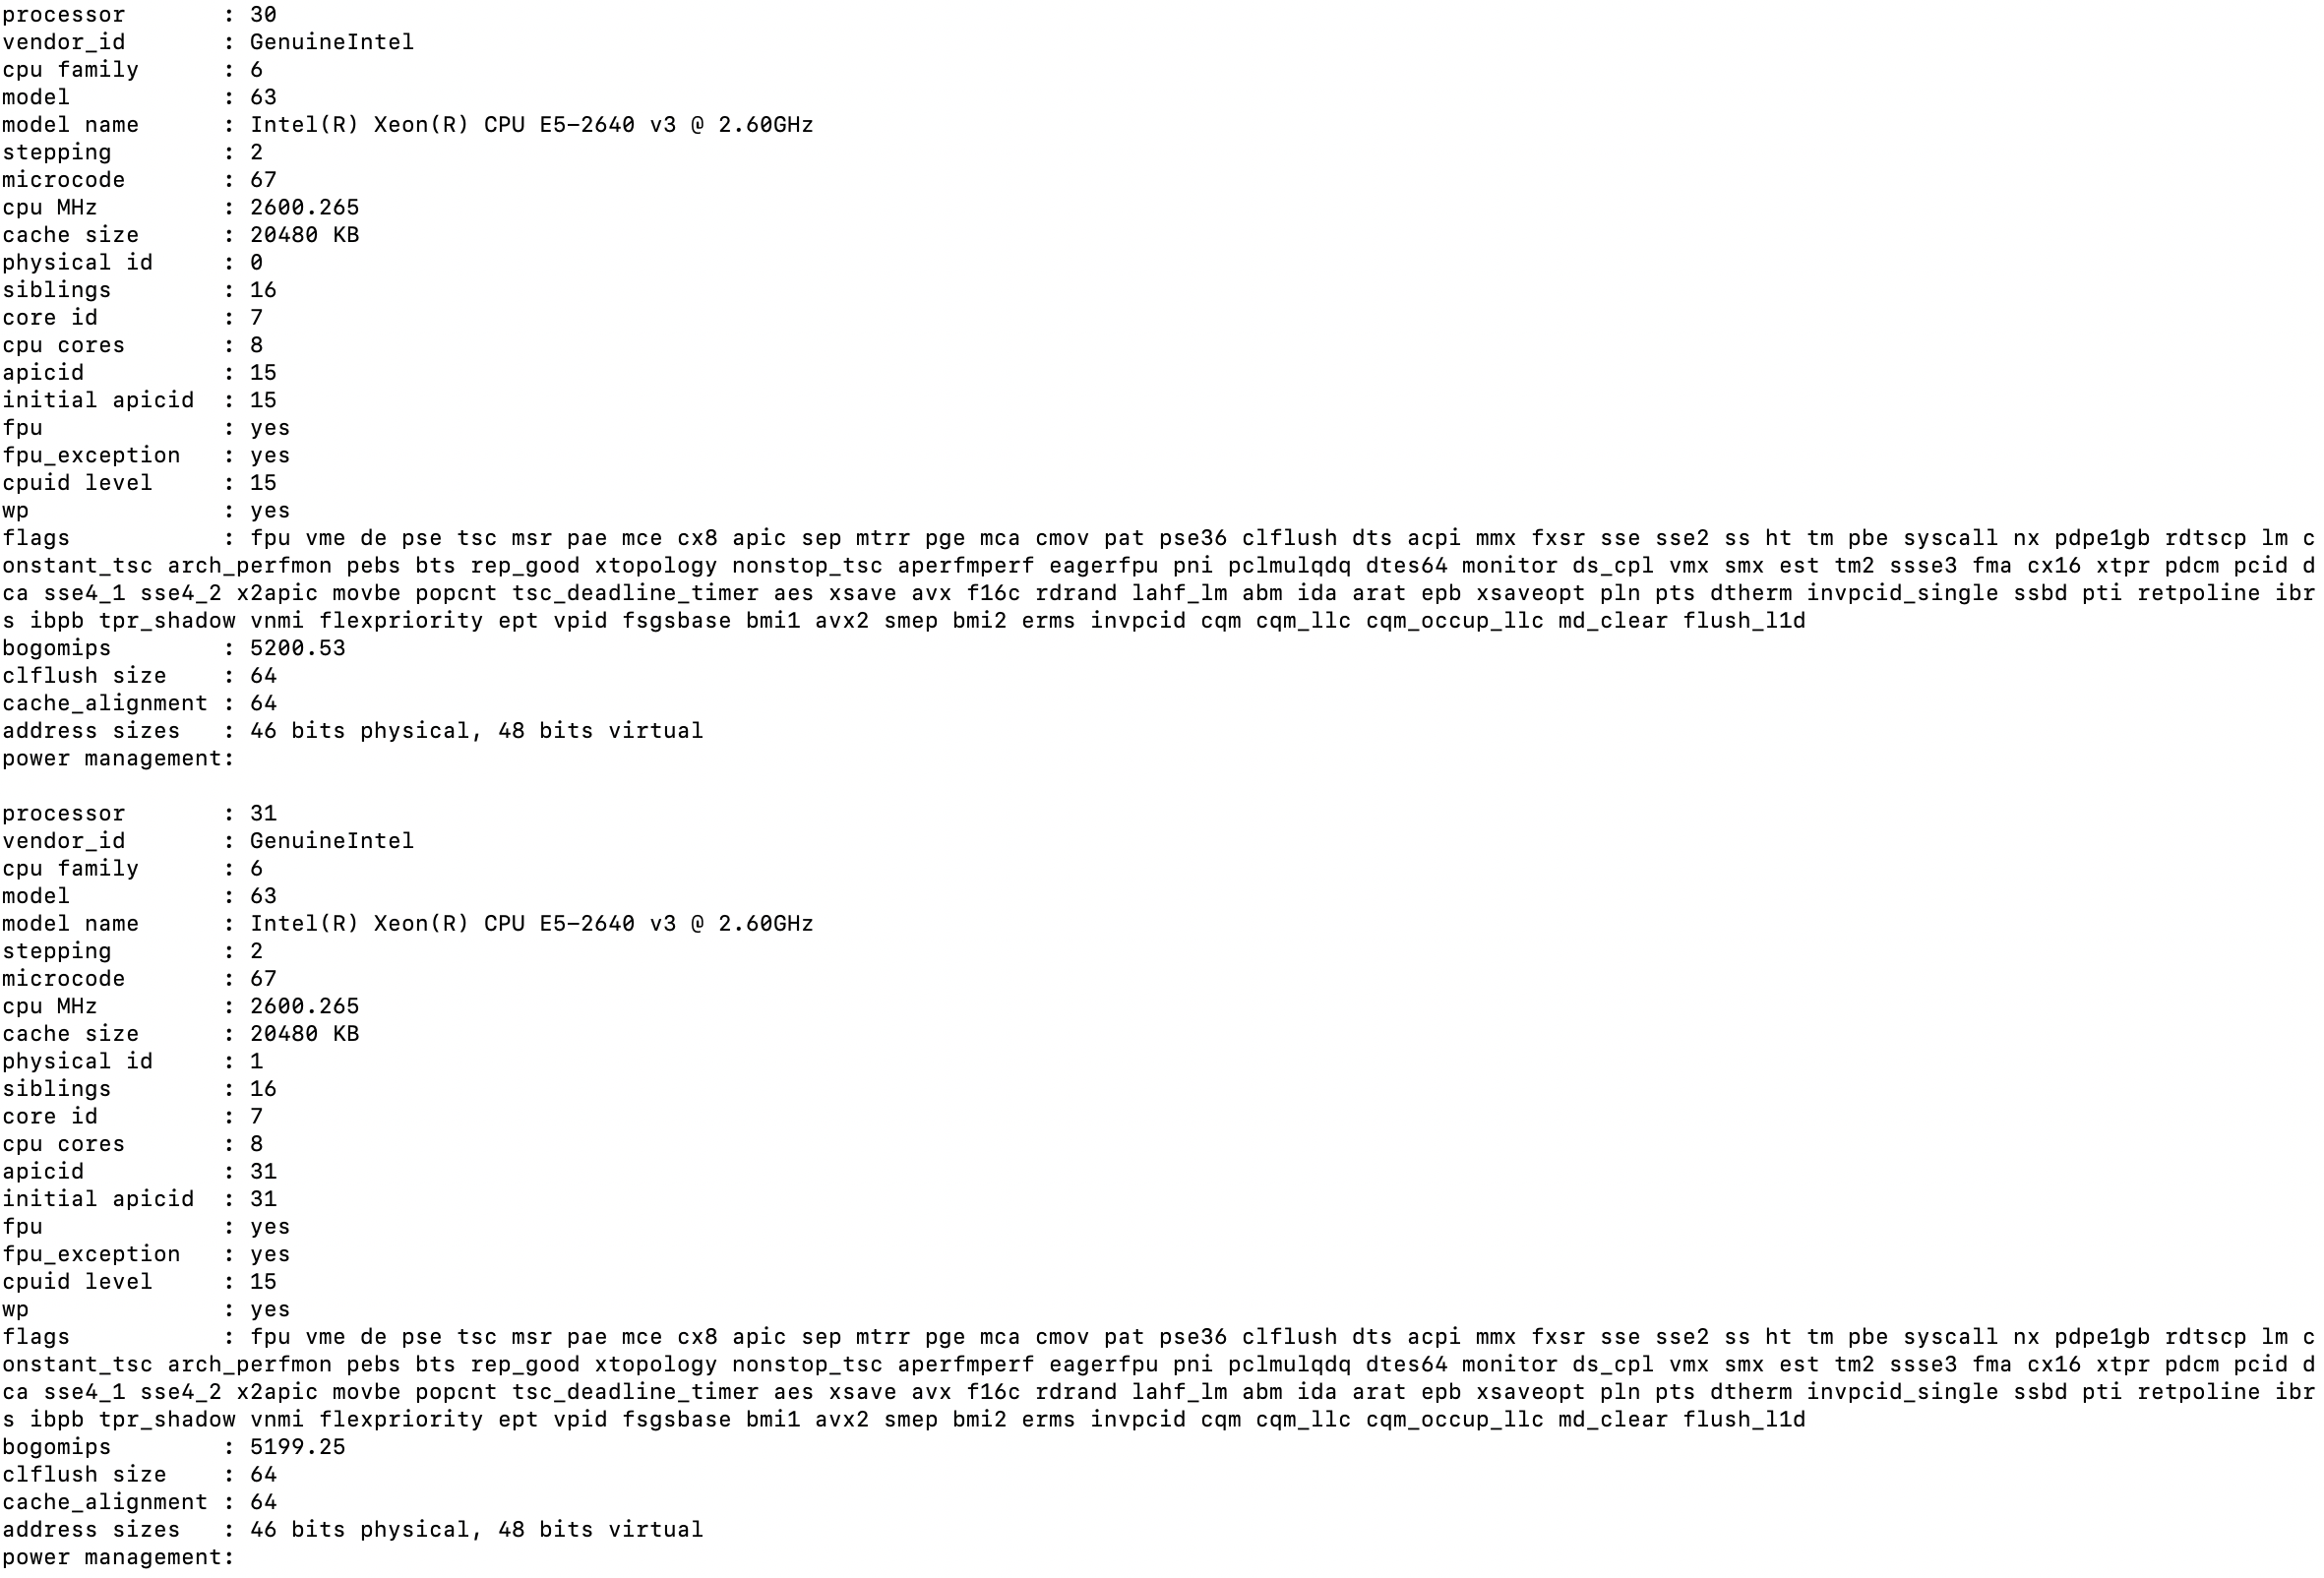 processor       : 30
vendor_id       : GenuineIntel
cpu family      : 6
model           : 63
model name      : Intel(R) Xeon(R) CPU E5-2640 v3 @ 2.60GHz
stepping        : 2
microcode       : 67
cpu MHz         : 2600.265
cache size      : 20480 KB
physical id     : 0
siblings        : 16
core id         : 7
cpu cores       : 8
apicid          : 15
initial apicid  : 15
fpu             : yes
fpu_exception   : yes
cpuid level     : 15
wp              : yes
flags           : fpu vme de pse tsc msr pae mce cx8 apic sep mtrr pge mca cmov pat pse36 clflush dts acpi mmx fxsr sse sse2 ss ht tm pbe syscall nx pdpe1gb rdtscp lm c
onstant_tsc arch_perfmon pebs bts rep_good xtopology nonstop_tsc aperfmperf eagerfpu pni pclmulqdq dtes64 monitor ds_cpl vmx smx est tm2 ssse3 fma cx16 xtpr pdcm pcid d
ca sse4_1 sse4_2 x2apic movbe popcnt tsc_deadline_timer aes xsave avx f16c rdrand lahf_lm abm ida arat epb xsaveopt pln pts dtherm invpcid_single ssbd pti retpoline ibr
s ibpb tpr_shadow vnmi flexpriority ept vpid fsgsbase bmi1 avx2 smep bmi2 erms invpcid cqm cqm_llc cqm_occup_llc md_clear flush_l1d
bogomips        : 5200.53
clflush size    : 64
cache_alignment : 64
address sizes   : 46 bits physical, 48 bits virtual
power management:

processor       : 31
vendor_id       : GenuineIntel
cpu family      : 6
model           : 63
model name      : Intel(R) Xeon(R) CPU E5-2640 v3 @ 2.60GHz
stepping        : 2
microcode       : 67
cpu MHz         : 2600.265
cache size      : 20480 KB
physical id     : 1
siblings        : 16
core id         : 7
cpu cores       : 8
apicid          : 31
initial apicid  : 31
fpu             : yes
fpu_exception   : yes
cpuid level     : 15
wp              : yes
flags           : fpu vme de pse tsc msr pae mce cx8 apic sep mtrr pge mca cmov pat pse36 clflush dts acpi mmx fxsr sse sse2 ss ht tm pbe syscall nx pdpe1gb rdtscp lm c
onstant_tsc arch_perfmon pebs bts rep_good xtopology nonstop_tsc aperfmperf eagerfpu pni pclmulqdq dtes64 monitor ds_cpl vmx smx est tm2 ssse3 fma cx16 xtpr pdcm pcid d
ca sse4_1 sse4_2 x2apic movbe popcnt tsc_deadline_timer aes xsave avx f16c rdrand lahf_lm abm ida arat epb xsaveopt pln pts dtherm invpcid_single ssbd pti retpoline ibr
s ibpb tpr_shadow vnmi flexpriority ept vpid fsgsbase bmi1 avx2 smep bmi2 erms invpcid cqm cqm_llc cqm_occup_llc md_clear flush_l1d
bogomips        : 5199.25
clflush size    : 64
cache_alignment : 64
address sizes   : 46 bits physical, 48 bits virtual
power management: